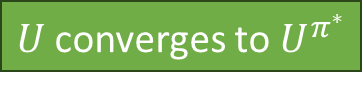 U converges to U^{π^*}